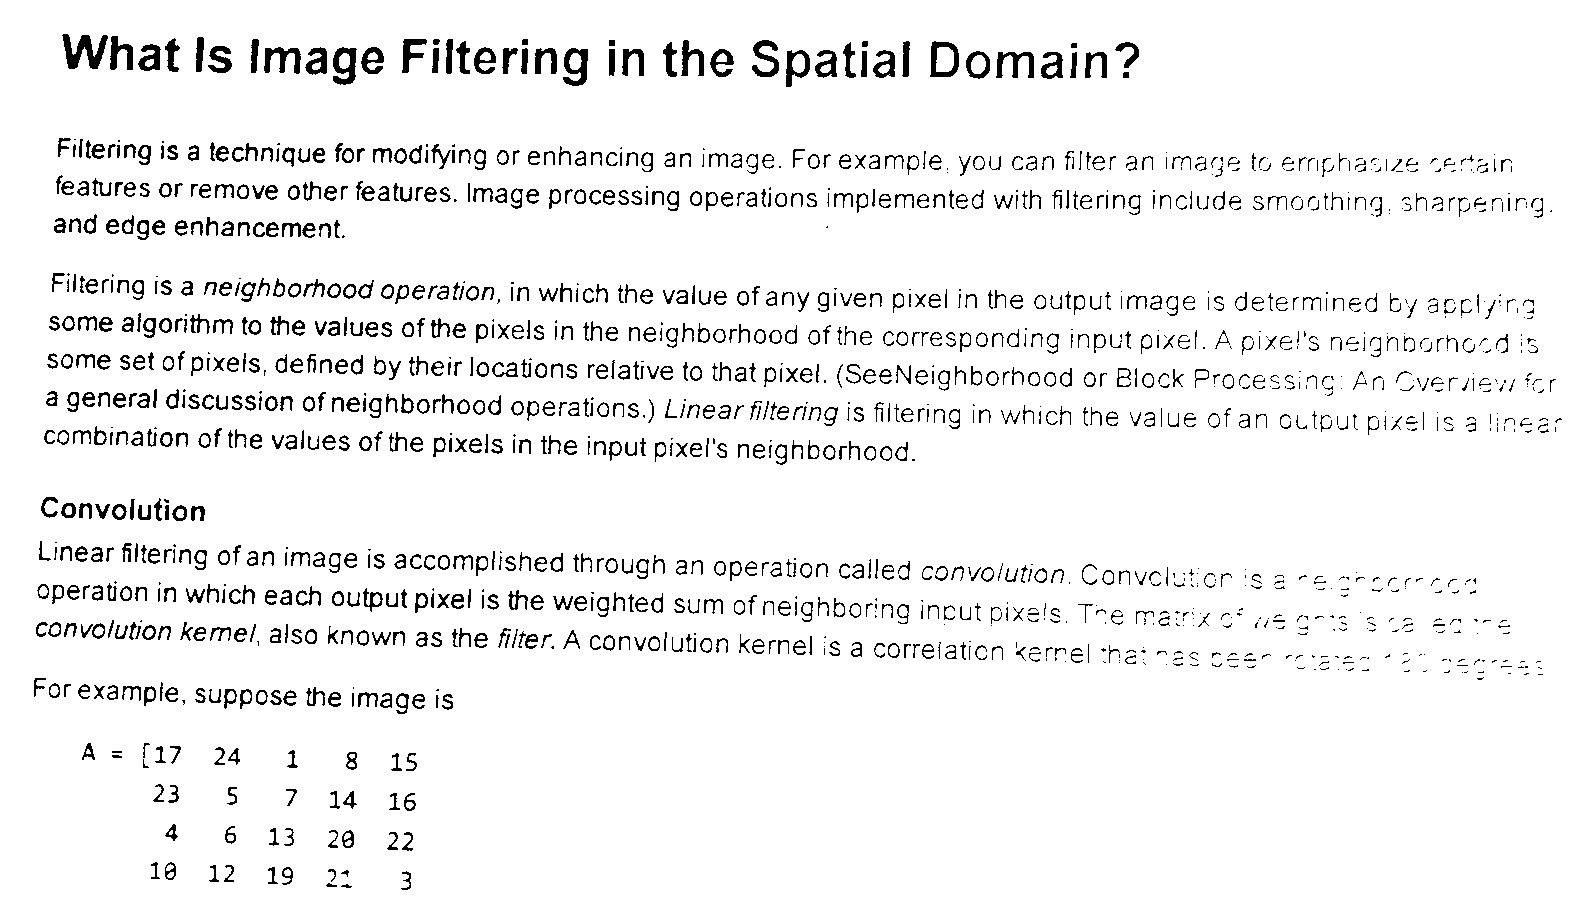 What Is Image Filtering in the Spatial Domain?
Filtering is a technique for modifying or enhancing an image. For example, you can filter an image to emphasize certain
features or remove other features. Image processing operations implemented with filtering include smoothing, sharpening,
and edge enhancement.
Filtering is a neighborhood operation, in which the value of any given pixel in the output image is determined by applying
some algorithm to the values of the pixels in the neighborhood of the corresponding input pixel. A pixel's neighborhood is
some set of pixels, defined by their locations relative to that pixel. (SeeNeighborhood or Block Processing: An Overview for
a general discussion of neighborhood operations.) Linear filtering is filtering in which the value of an output pixel is a linear
combination of the values of the pixels in the input pixel's neighborhood.
Convolution
Linear filtering of an image is accomplished through an operation called convolution. Convolution is a neighborhood
operation in which each output pixel is the weighted sum of neighboring input pixels. The matrix of weights is called the
convolution kernel, also known as the filter. A convolution kernel is a correlation kernel that has been rotated 180 degrees
For example, suppose the image is
A = [17 24 1 8 15
23 5 7 14 16
4 6 13 20 22
10 12 19 21 3